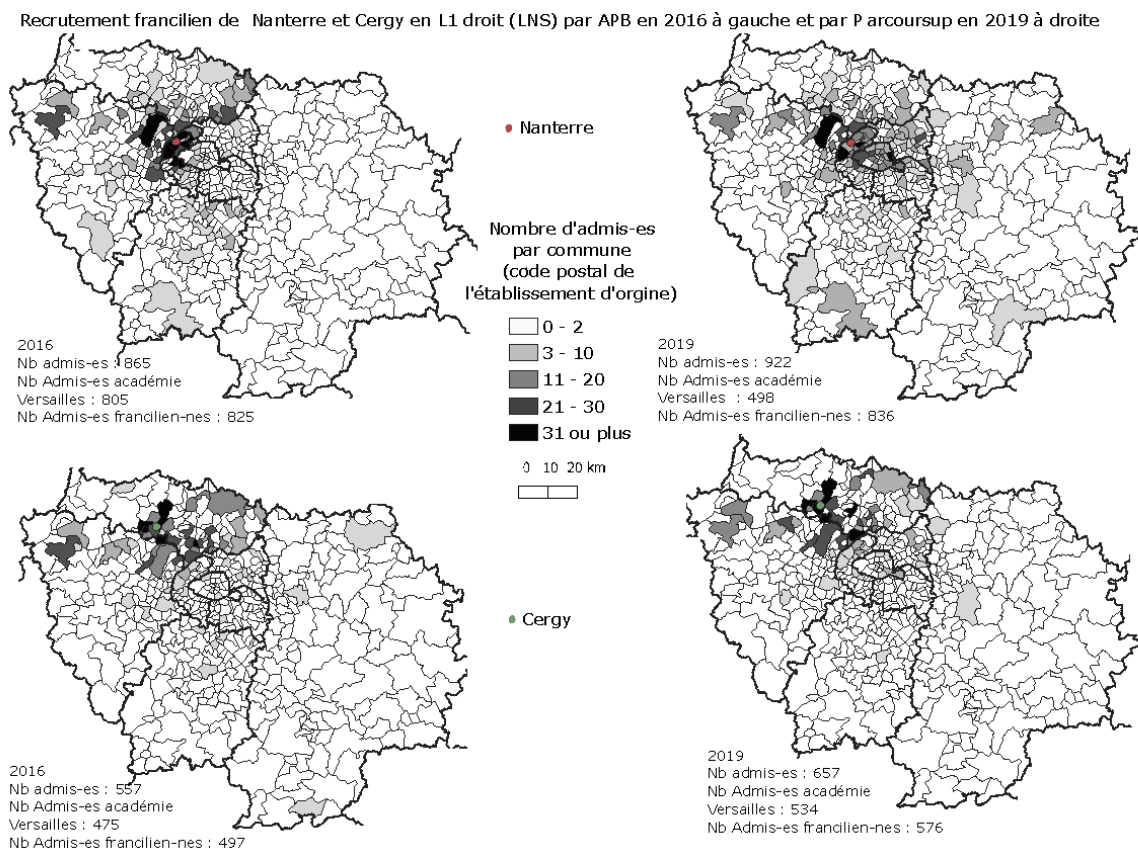 Recrutement francilien de Nanterre et Cergy en L1 droit (LNS) par APB en 2016 à gauche et par Parcoursup en 2019 à droite
Nanterre
Nombre d'admis-es
par commune
(code postal de
l'établissement d'orgine)
0 - 2
3 - 10
11 - 20
21 - 30
31 ou plus
0 10 20 km
2016
Nb admis-es : 865
Nb Admis-es académie
Versailles : 805
Nb Admis-es francilien-nes : 825
2019
Nb admis-es : 922
Nb Admis-es académie
Versailles : 498
Nb Admis-es francilien-nes : 836
Cergy
2016
Nb admis-es : 557
Nb Admis-es académie
Versailles : 475
Nb Admis-es francilien-nes : 497
2019
Nb admis-es : 657
Nb Admis-es académie
Versailles : 534
Nb Admis-es francilien-nes : 576